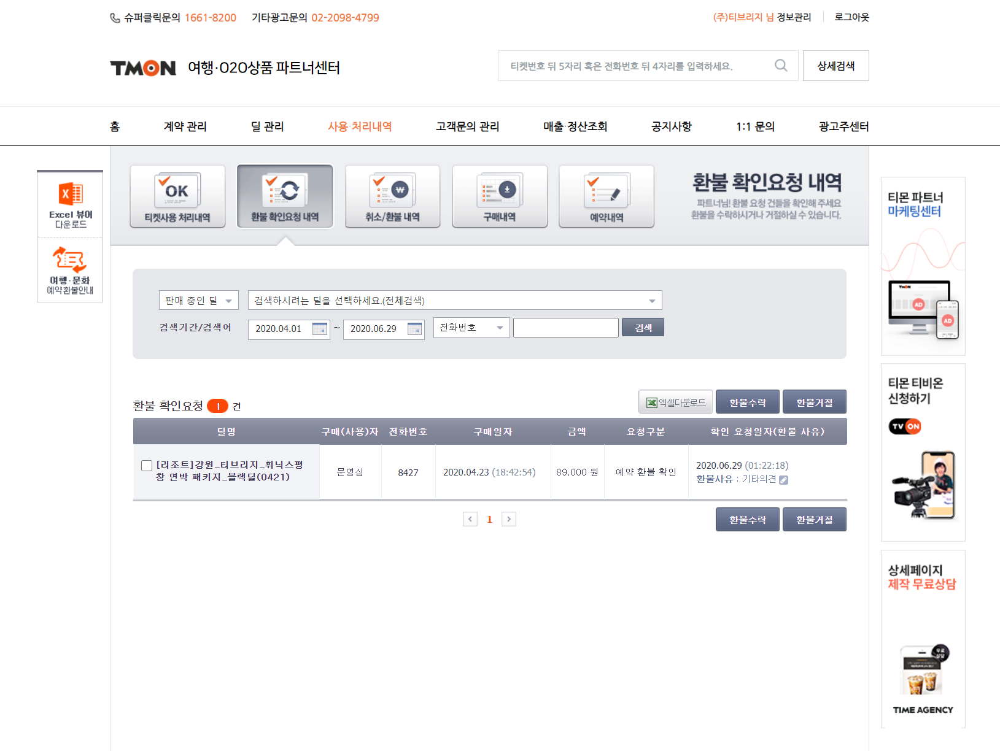 슈퍼클릭문의 1661-8200 기타광고문의 02-2098-4799
(주)티브리지 님 정보관리 로그아웃
TMON 여행·O2O상품 파트너센터
티켓번호 뒤 5자리 혹은 전화번호 뒤 4자리를 입력하세요.
상세검색
홈 계약 관리 딜 관리 사용·처리내역 고객문의 관리 매출·정산조회 공지사항 1:1 문의 광고주센터
Excel 뷰어
다운로드
여행·문화
예약환불안내
OK
티켓사용 처리내역
환불 확인요청 내역
취소/환불 내역
구매내역
예약내역
환불 확인요청 내역
파트너님! 환불 요청 건들을 확인해 주세요
환불을 수락하시거나 거절하실 수 있습니다.
판매 중인 딜 검색하시려는 딜을 선택하세요.(전체검색)
검색기간/검색어 2020.04.01 ~ 2020.06.29 전화번호 검색
환불 확인요청 1 건
엑셀다운로드 환불수락 환불거절
딜명 구매(사용)자 전화번호 구매일자 금액 요청구분 확인 요청일자(환불 사유)
[리조트]강원_티브리지_휘닉스평
창 연박 패키지_블랙딜(0421)
문영심 8427 2020.04.23 (18:42:54) 89,000 원 예약 환불 확인
2020.06.29 (01:22:18)
환불사유 : 기타의견
1
환불수락 환불거절
티몬 파트너
마케팅센터
TMON
AD
AD
티몬 티비온
신청하기
TV ON
상세페이지
제작 무료상담
무료
상담
TIME AGENCY